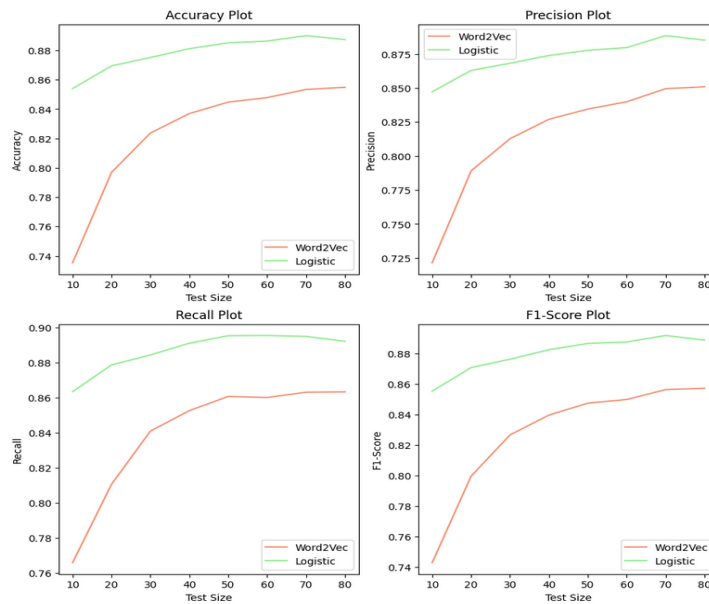 Accuracy Plot
Accuracy
0.88
0.86
0.84
0.82
0.80
0.78
0.76
0.74
Word2Vec
Logistic
10 20 30 40 50 60 70 80
Test Size
Precision Plot
Precision
0.875
0.850
0.825
0.800
0.775
0.750
0.725
Word2Vec
Logistic
10 20 30 40 50 60 70 80
Test Size
Recall Plot
Recall
0.90
0.88
0.86
0.84
0.82
0.80
0.78
0.76
Word2Vec
Logistic
10 20 30 40 50 60 70 80
Test Size
F1-Score Plot
F1-Score
0.88
0.86
0.84
0.82
0.80
0.78
0.76
0.74
Word2Vec
Logistic
10 20 30 40 50 60 70 80
Test Size